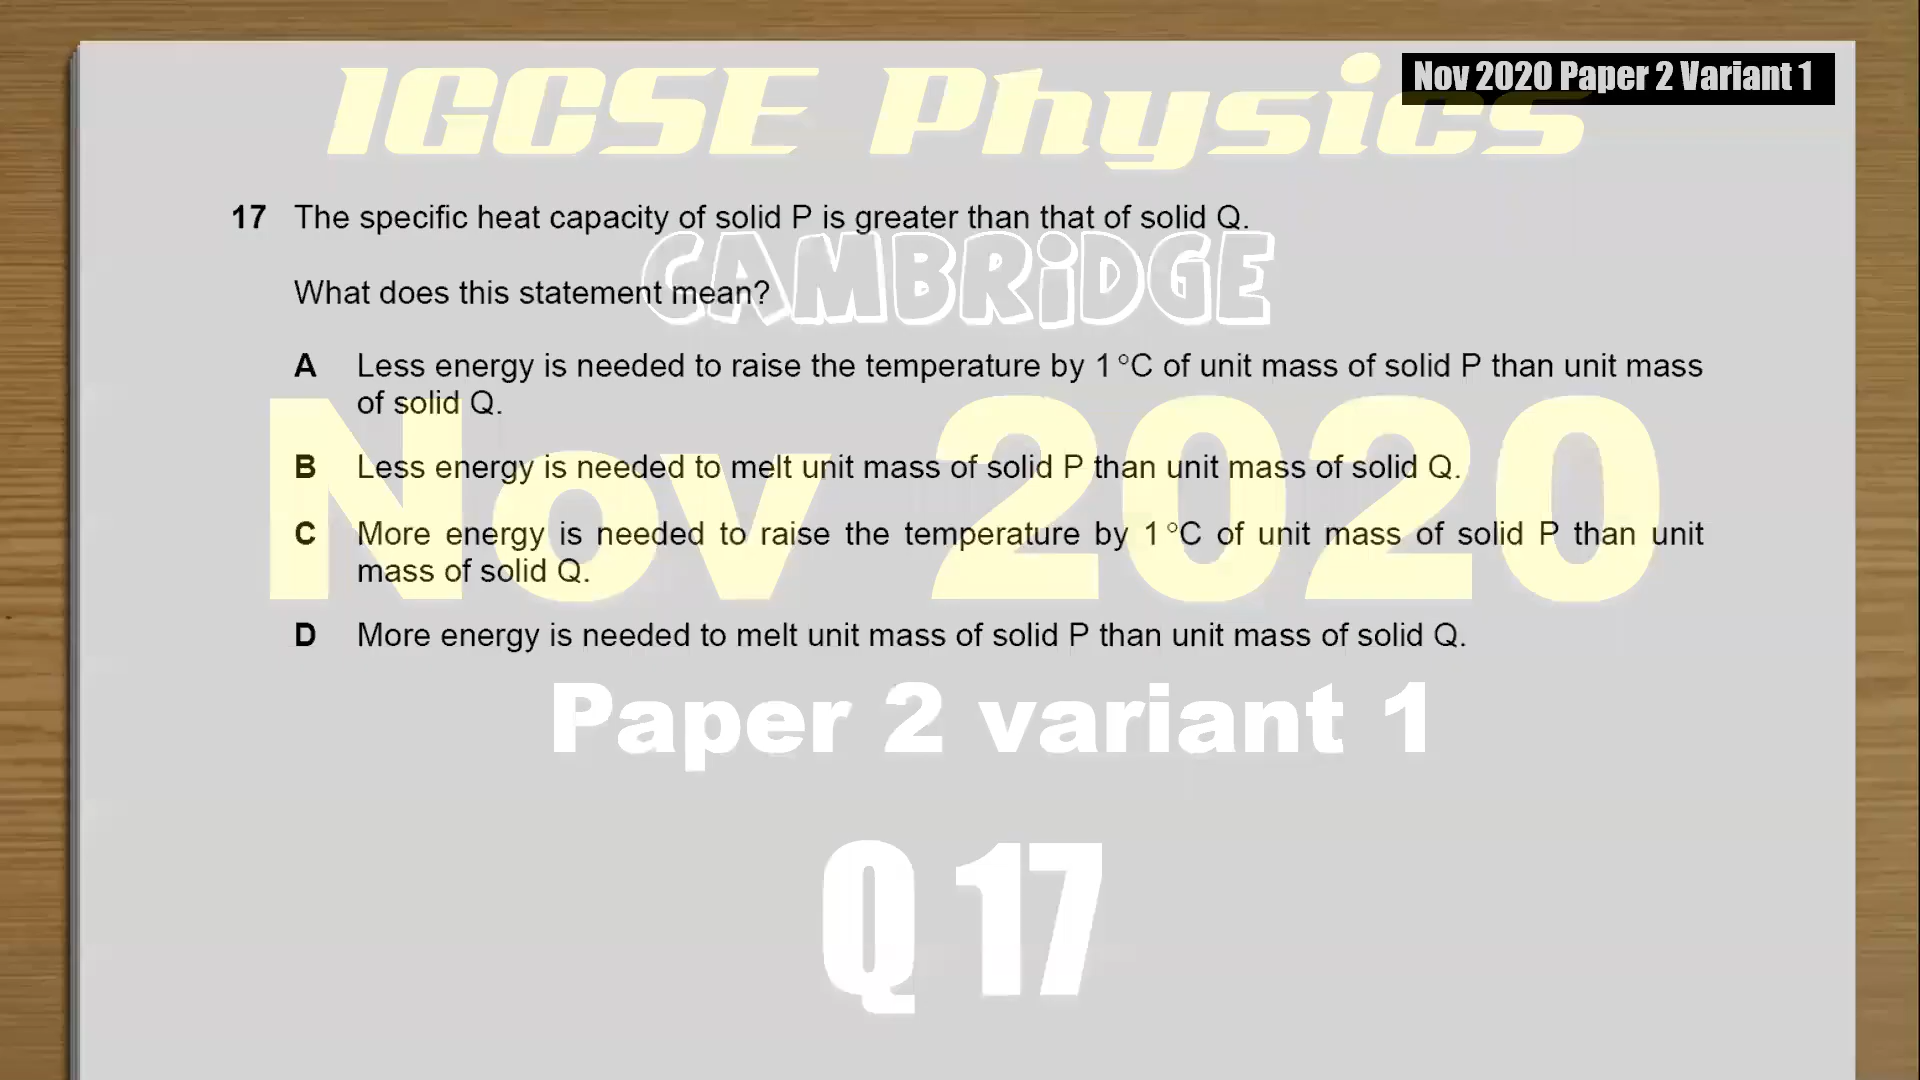 IGCSE Physics
Nov 2020 Paper 2 Variant 1
17 The specific heat capacity of solid P is greater than that of solid Q.
CAMBRiDGE
What does this statement mean?
A Less energy is needed to raise the temperature by 1 °C of unit mass of solid P than unit mass
of solid Q.
Nov 2020
B Less energy is needed to melt unit mass of solid P than unit mass of solid Q.
C More energy is needed to raise the temperature by 1 °C of unit mass of solid P than unit
mass of solid Q.
D More energy is needed to melt unit mass of solid P than unit mass of solid Q.
Paper 2 variant 1
Q 17